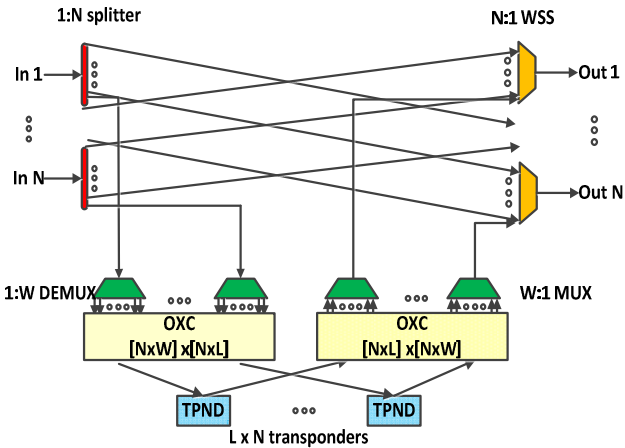 1:N splitter
N:1 WSS
In 1
Out 1
In N
Out N
1:W DEMUX
W:1 MUX
OXC
[NxW] x[NxL]
OXC
[NxL] x[NxW]
TPND
TPND
L x N transponders